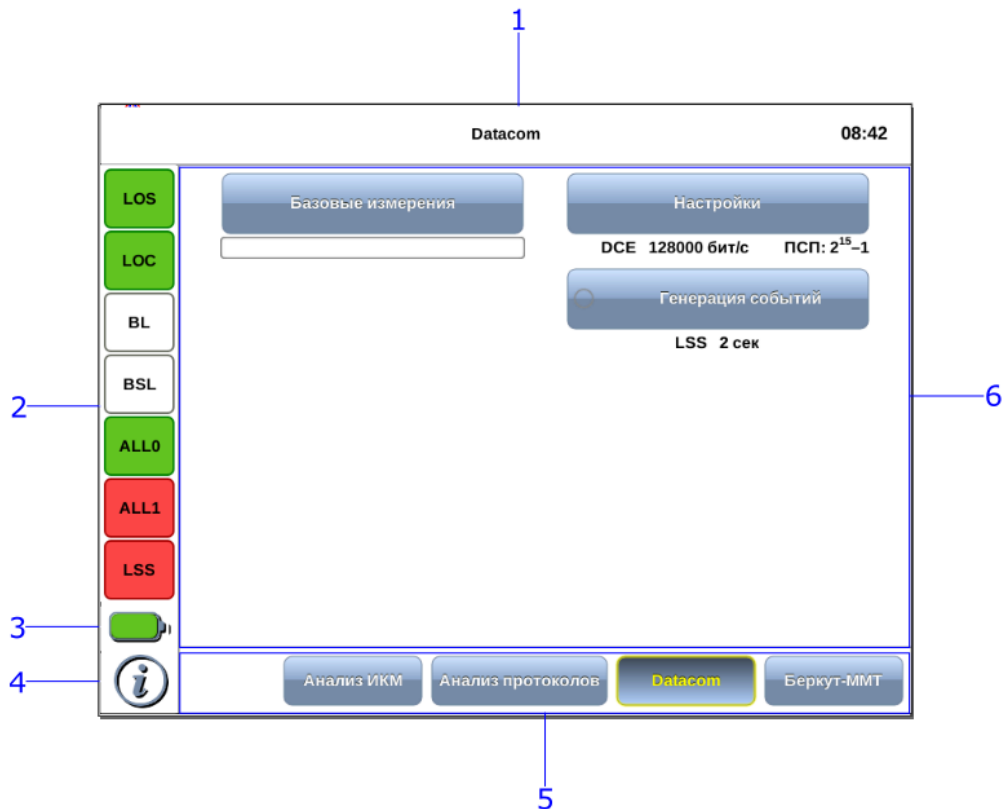 1
Datacom 08:42
LOS
LOC
BL
BSL
ALL0
ALL1
LSS
Базовые измерения
Настройки
DCE 128000 бит/с ПСП: 2¹⁵–1
Генерация событий
LSS 2 сек
2
6
3
4
i
Анализ ИКМ Анализ протоколов Datacom Беркут-ММТ
5